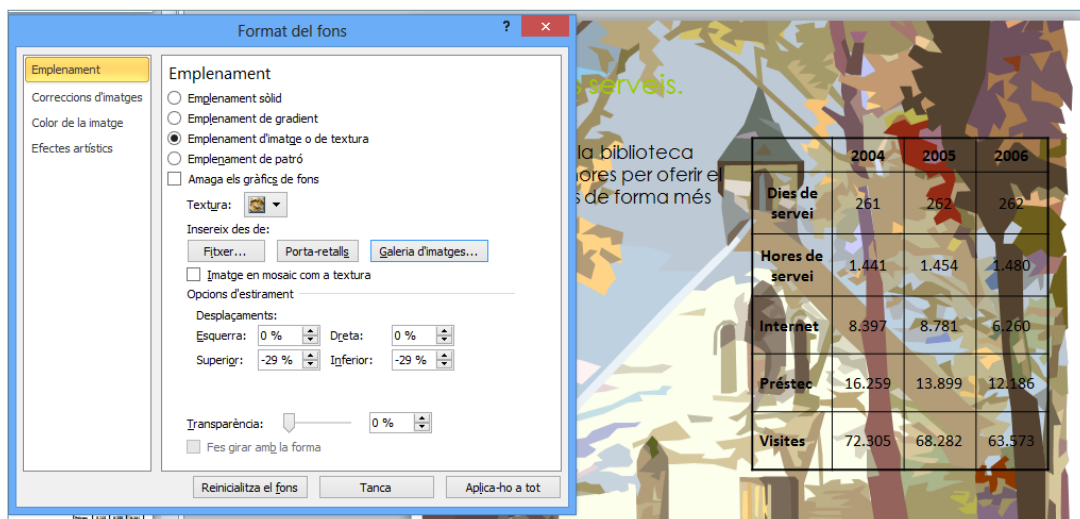 Format del fons
?
×
Emplenament
Correccions d'imatges
Color de la imatge
Efectes artístics
Emplenament
Emplenament sòlid
Emplenament de gradient
Emplenament d'imatge o de textura
Emplenament de patró
Amaga els gràfics de fons
Textura:
Insereix des de:
Fitxer... Porta-retalls Galeria d'imatges...
Imatge en mosaic com a textura
Opcions d'estirament
Desplaçaments:
Esquerra: 0 % Dreta: 0 %
Superior: -29 % Inferior: -29 %
Transparència: 0 %
Fes girar amb la forma
Reinicialitza el fons Tanca Aplica-ho a tot
serveis.
la biblioteca
per oferir el
de forma més
2004 2005 2006
Dies de
servei 261 262 262
Hores de
servei 1.441 1.454 1.480
Internet 8.397 8.781 6.260
Préstec 16.259 13.899 12.186
Visites 72.305 68.282 63.573